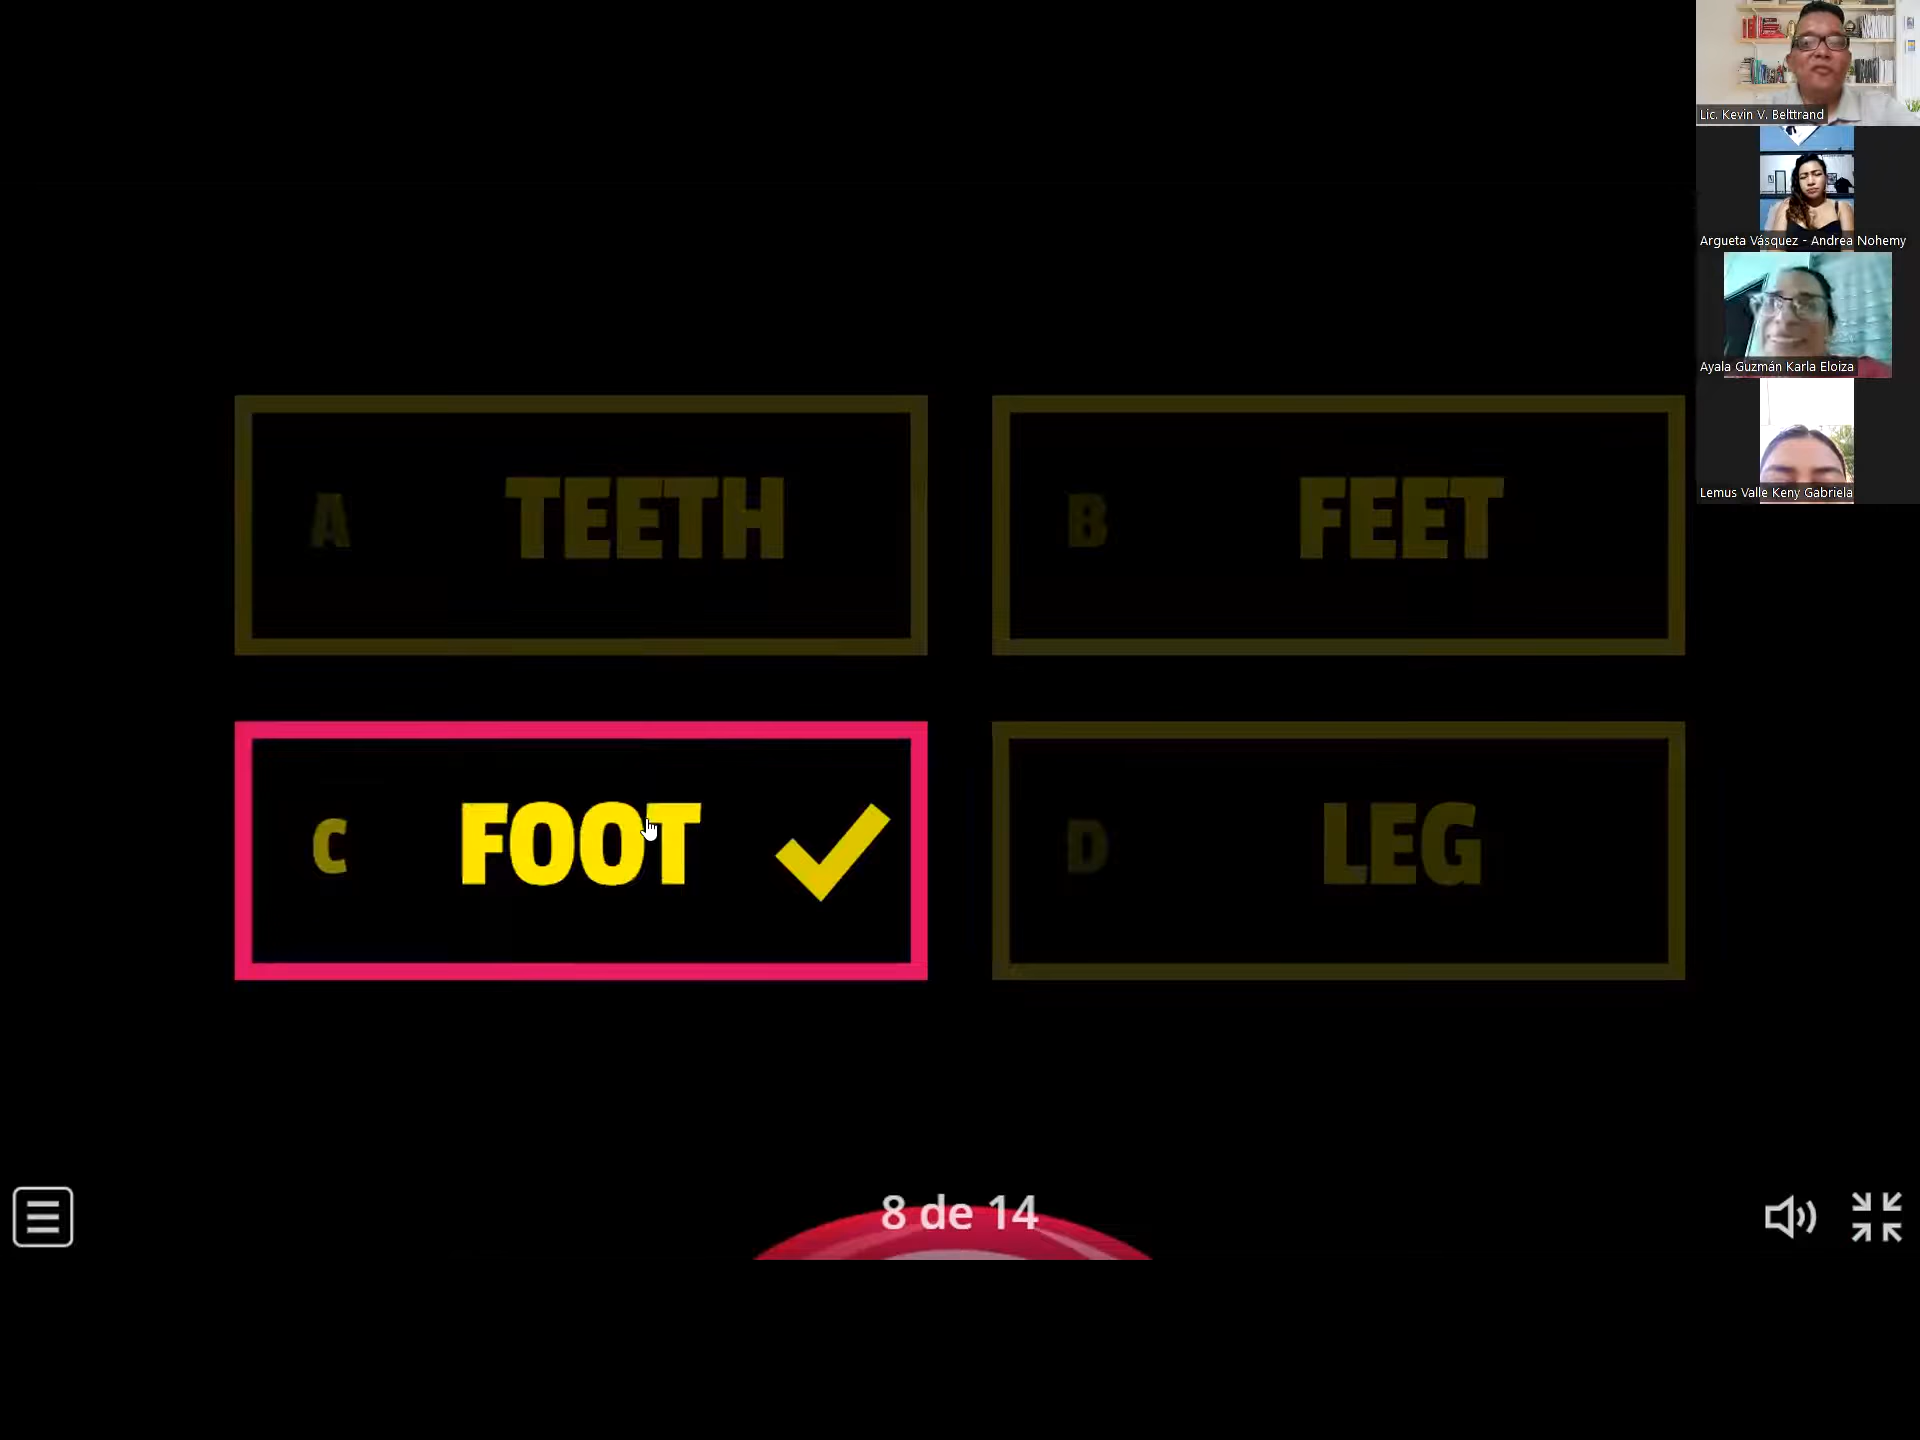 Lic. Kevin V. Belttrand
Argueta Vásquez - Andrea Nohemy
Ayala Guzmán Karla Eloiza
Lemus Valle Keny Gabriela
A TEETH
B FEET
C FOOT
D LEG
8 de 14